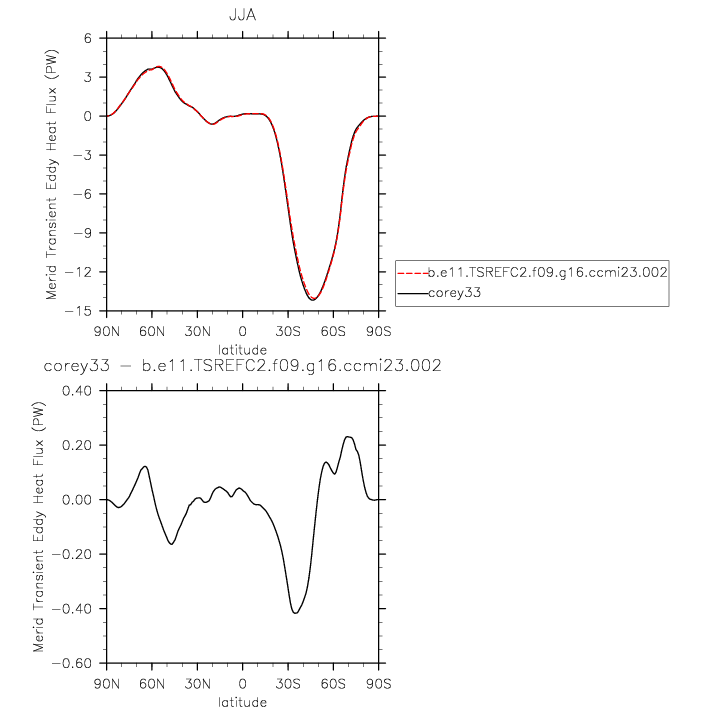 JJA
Merid Transient Eddy Heat Flux (PW)
6
3
0
−3
−6
−9
−12
−15
90N 60N 30N 0 30S 60S 90S
latitude
b.e11.TSREFC2.f09.g16.ccmi23.002
corey33
corey33 − b.e11.TSREFC2.f09.g16.ccmi23.002
Merid Transient Eddy Heat Flux (PW)
0.40
0.20
0.00
−0.20
−0.40
−0.60
90N 60N 30N 0 30S 60S 90S
latitude